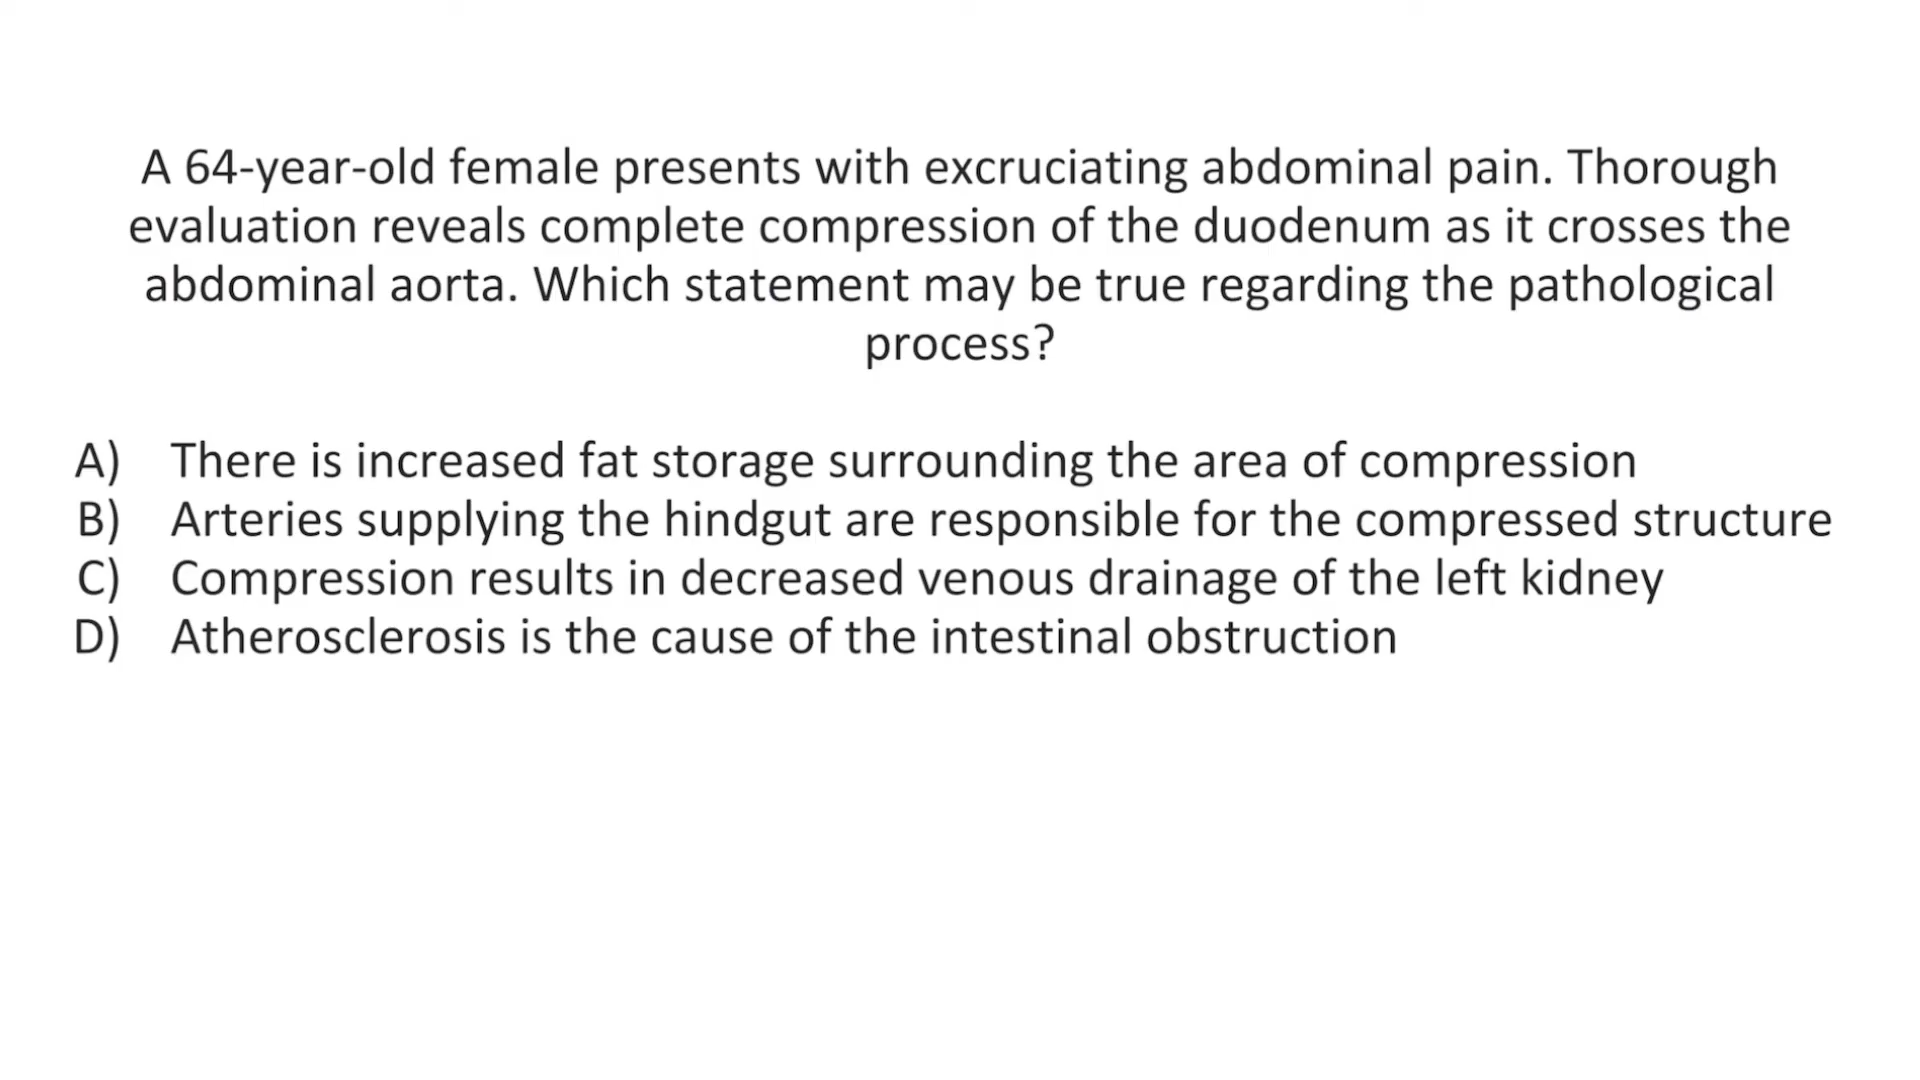 A 64-year-old female presents with excruciating abdominal pain. Thorough
evaluation reveals complete compression of the duodenum as it crosses the
abdominal aorta. Which statement may be true regarding the pathological
process?
A) There is increased fat storage surrounding the area of compression
B) Arteries supplying the hindgut are responsible for the compressed structure
C) Compression results in decreased venous drainage of the left kidney
D) Atherosclerosis is the cause of the intestinal obstruction